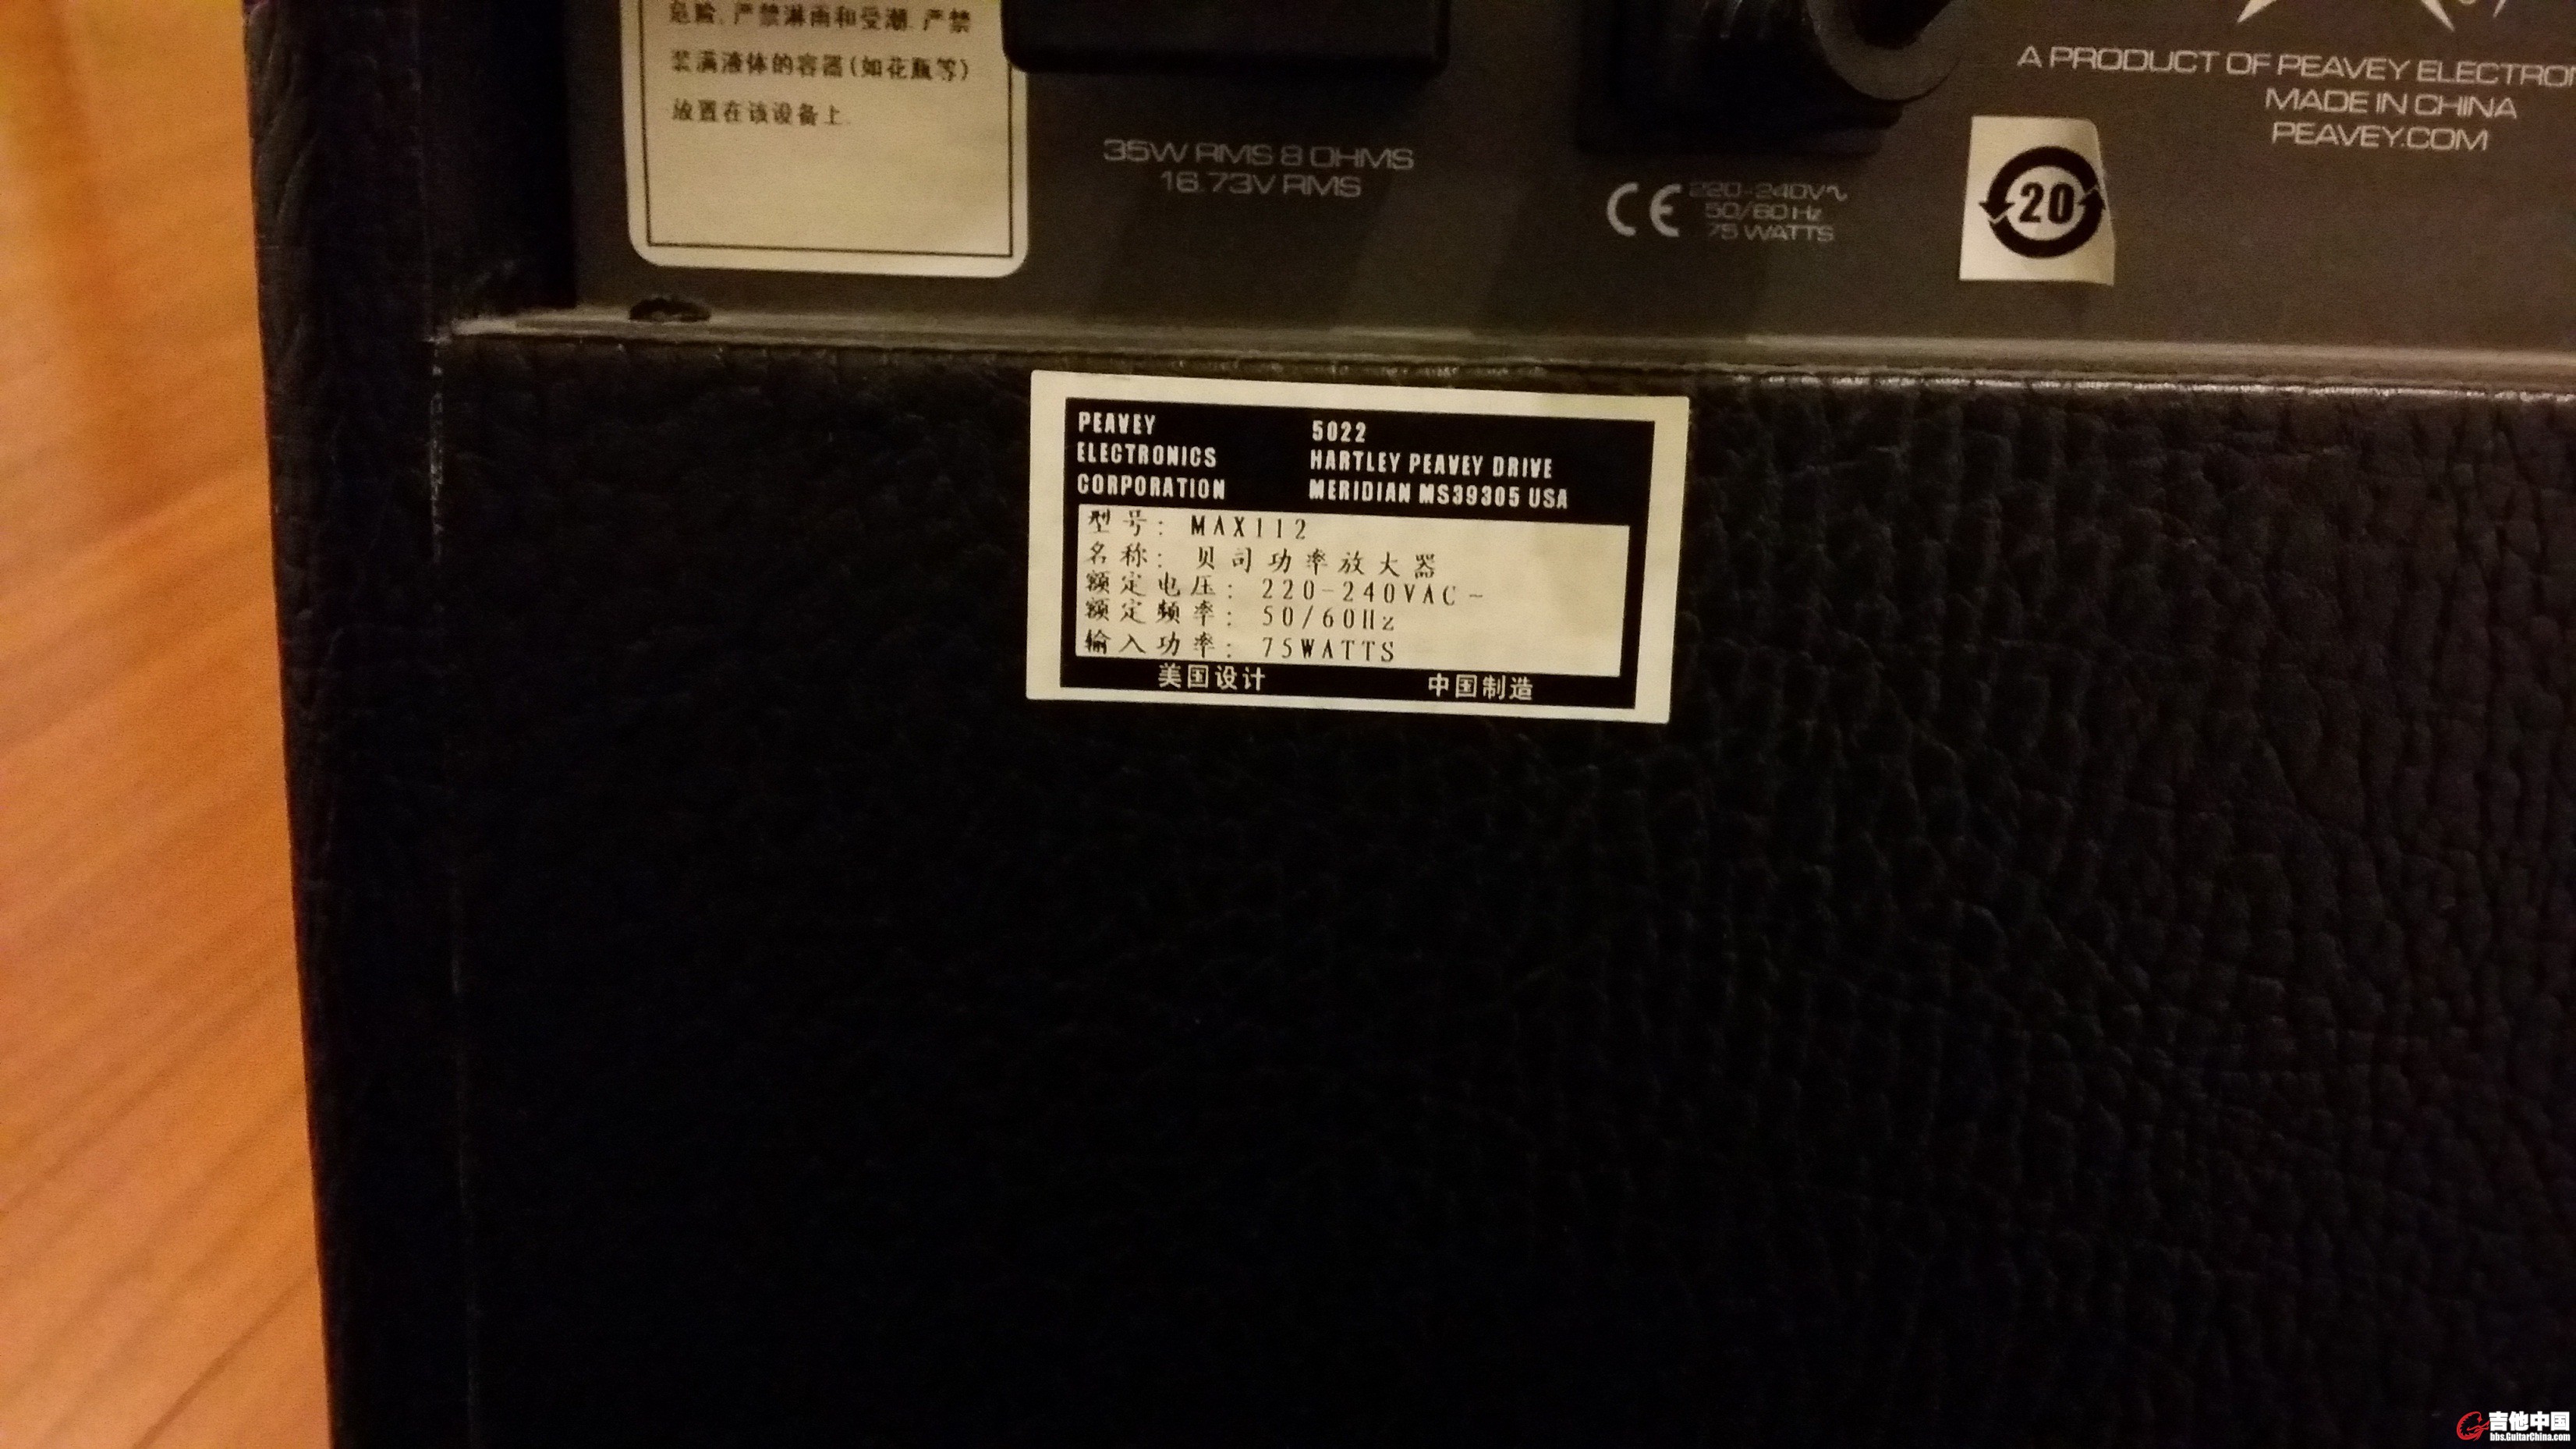 危险,严禁淋雨和受潮.严禁
装满液体的容器(如花瓶等)
放置在该设备上.
35W RMS 8 OHMS
16.73V RMS
CE
220-240V~
50/60 Hz
75 WATTS
A PRODUCT OF PEAVEY
MADE IN CHINA
PEAVEY.COM
20
PEAVEY
ELECTRONICS
CORPORATION
5022
HARTLEY PEAVEY DRIVE
MERIDIAN MS39305 USA
型号: MAX112
名称: 贝司功率放大器
额定电压: 220-240VAC~
额定频率: 50/60Hz
输入功率: 75WATTS
美国设计 中国制造
吉他中国
bbs.GuitarChina.com